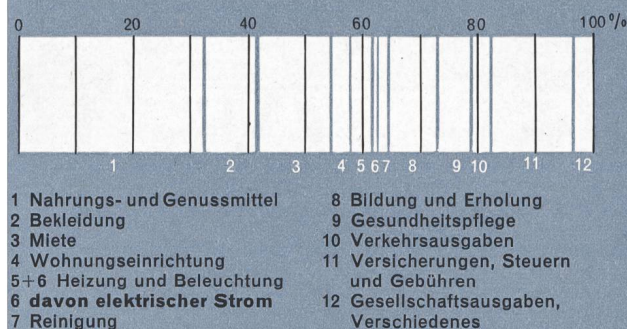 0 20 40 60 80 100 %
1 2 3 4 5 6 7 8 9 10 11 12
1 Nahrungs- und Genussmittel
2 Bekleidung
3 Miete
4 Wohnungseinrichtung
5+6 Heizung und Beleuchtung
6 davon elektrischer Strom
7 Reinigung
8 Bildung und Erholung
9 Gesundheitspflege
10 Verkehrsausgaben
11 Versicherungen, Steuern
und Gebühren
12 Gesellschaftsausgaben,
Verschiedenes